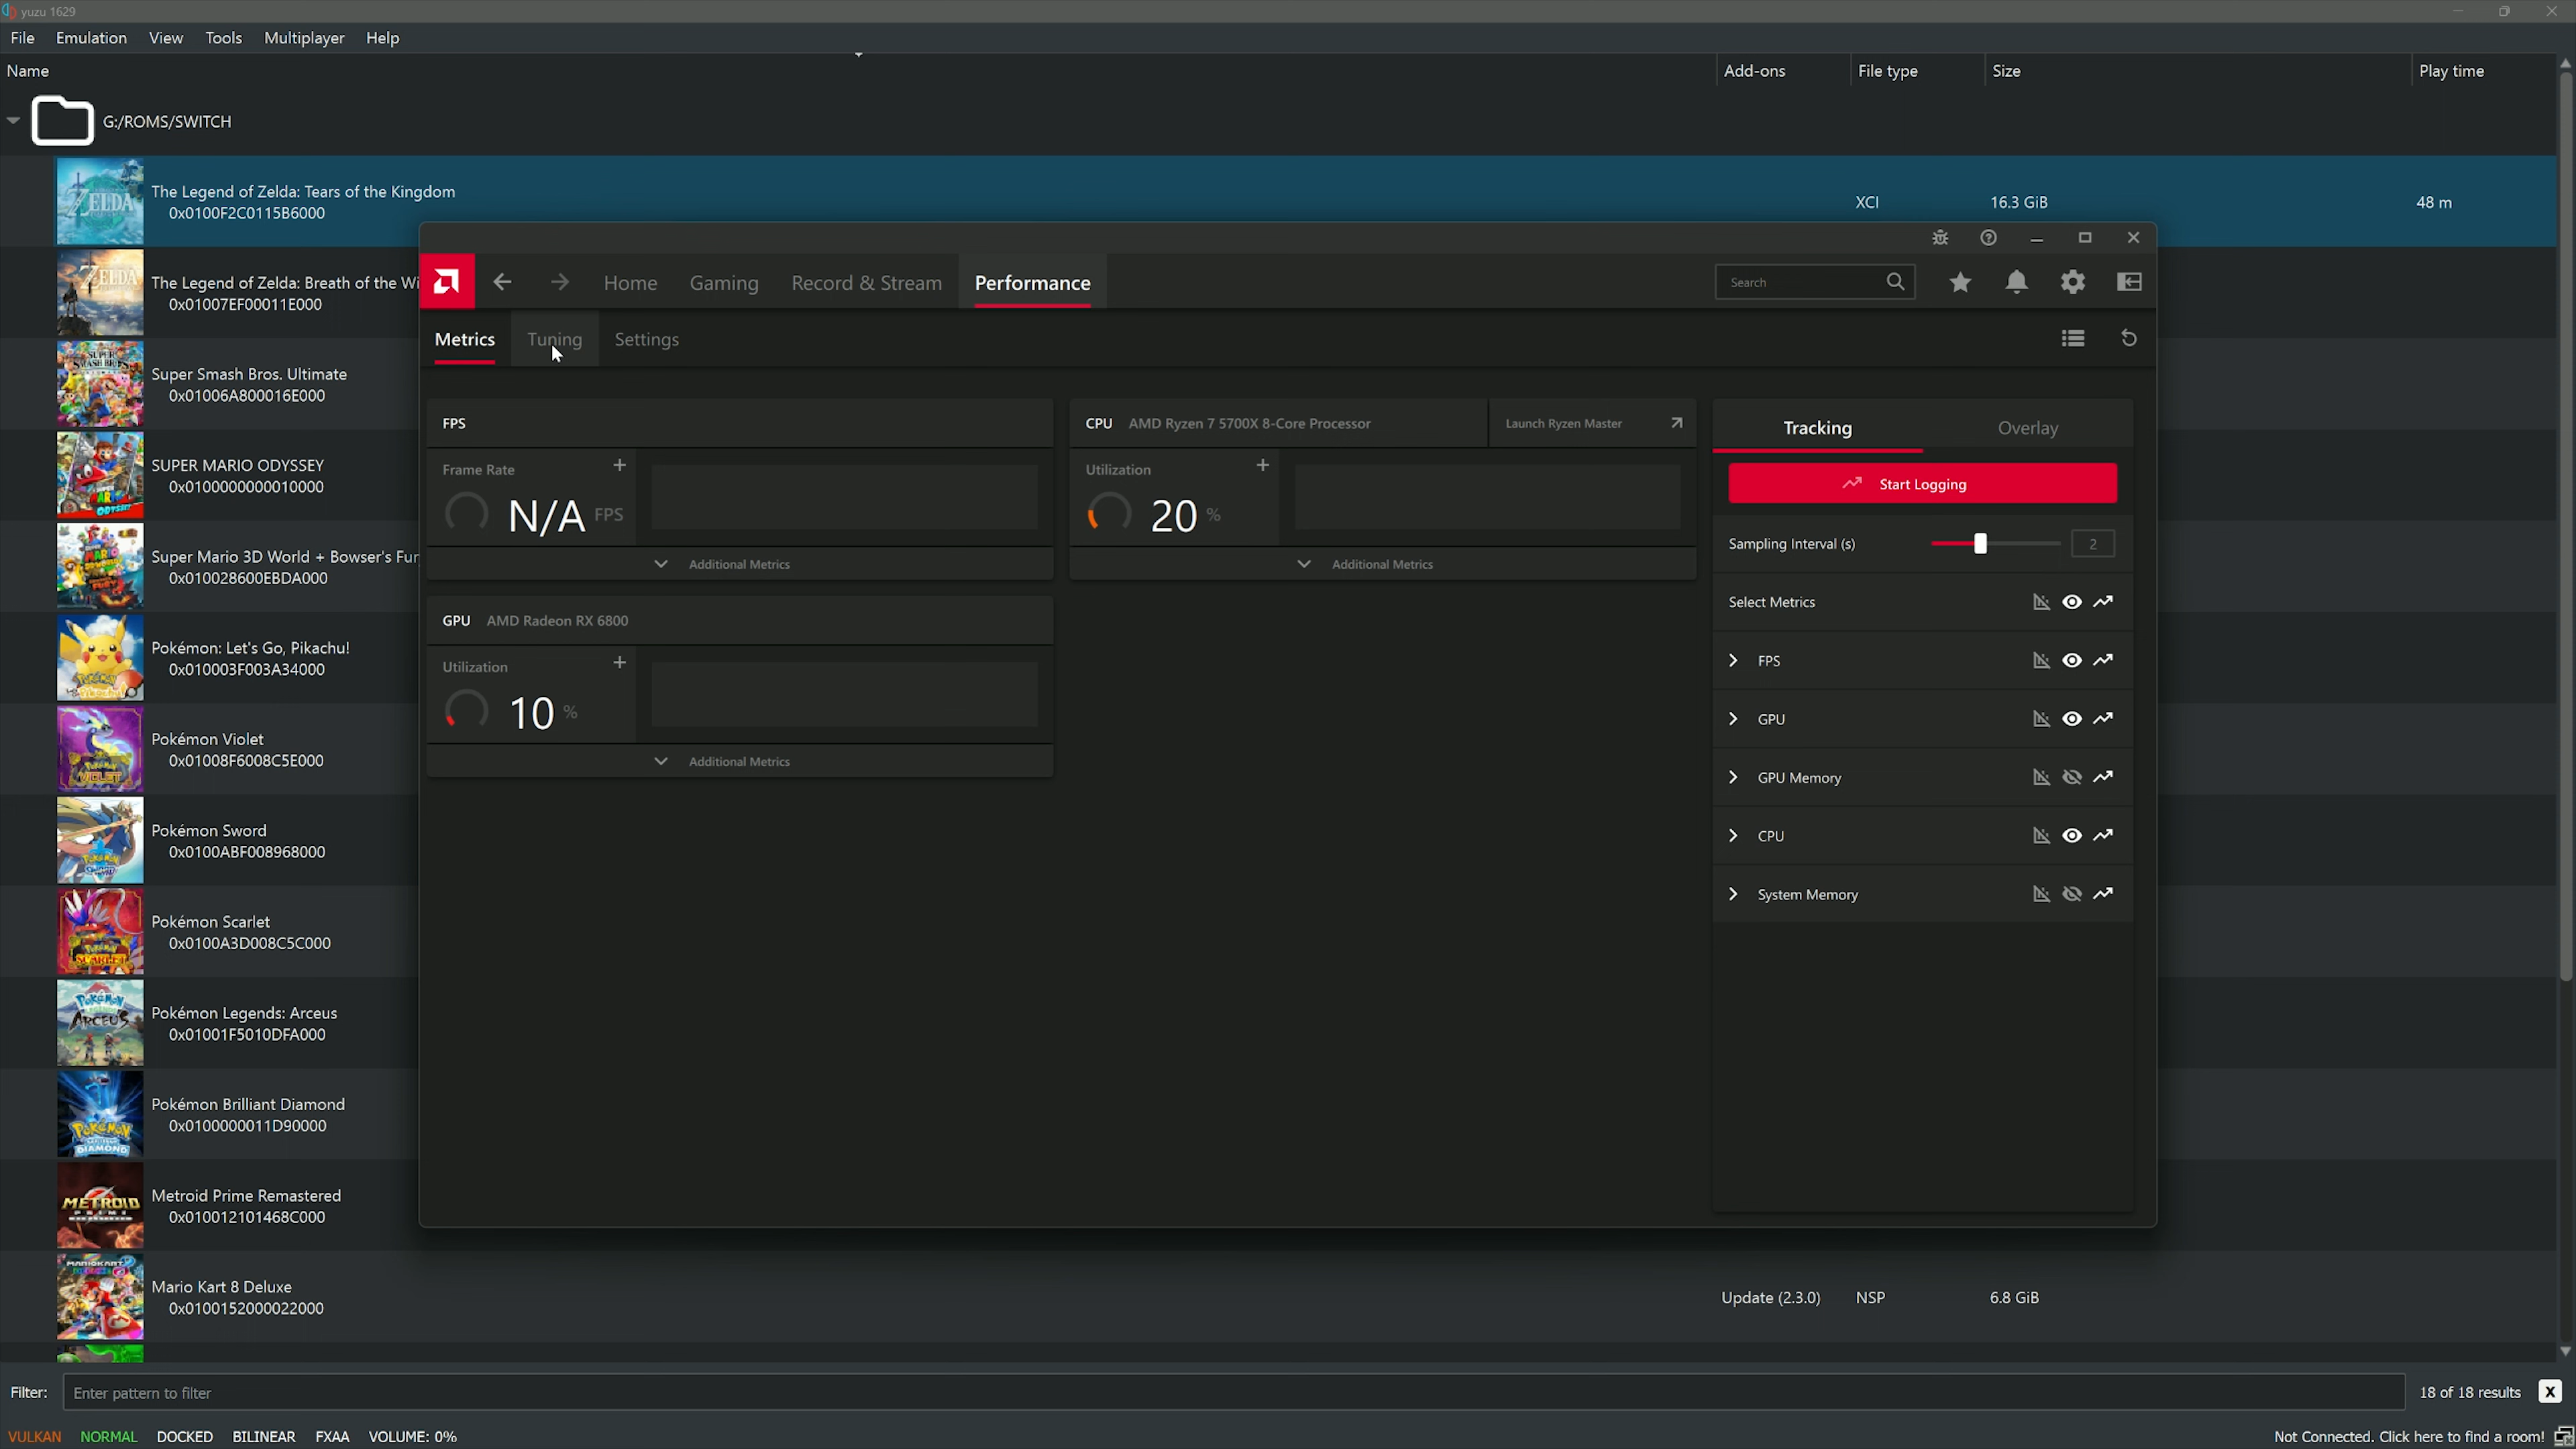 yuzu 1629
File Emulation View Tools Multiplayer Help
Name Add-ons File type Size Play time
G:/ROMS/SWITCH
The Legend of Zelda: Tears of the Kingdom
0x0100F2C0115B6000
XCI 16.3 GiB 48 m
The Legend of Zelda: Breath of the Wi
0x01007EF00011E000
Super Smash Bros. Ultimate
0x01006A800016E000
SUPER MARIO ODYSSEY
0x0100000000010000
Super Mario 3D World + Bowser's Fur
0x010028600EBDA000
Pokémon: Let's Go, Pikachu!
0x010003F003A34000
Pokémon Violet
0x01008F6008C5E000
Pokémon Sword
0x0100ABF008968000
Pokémon Scarlet
0x0100A3D008C5C000
Pokémon Legends: Arceus
0x01001F5010DFA000
Pokémon Brilliant Diamond
0x0100000011D90000
Metroid Prime Remastered
0x010012101468C000
Mario Kart 8 Deluxe
0x0100152000022000
Update (2.3.0) NSP 6.8 GiB
Home Gaming Record & Stream Performance
Search
Metrics Tuning Settings
FPS
Frame Rate
N/A FPS
Additional Metrics
CPU AMD Ryzen 7 5700X 8-Core Processor
Launch Ryzen Master
Utilization
20 %
Additional Metrics
GPU AMD Radeon RX 6800
Utilization
10 %
Additional Metrics
Tracking Overlay
Start Logging
Sampling Interval (s) 2
Select Metrics
FPS
GPU
GPU Memory
CPU
System Memory
Filter: Enter pattern to filter 18 of 18 results X
VULKAN NORMAL DOCKED BILINEAR FXAA VOLUME: 0% Not Connected. Click here to find a room!